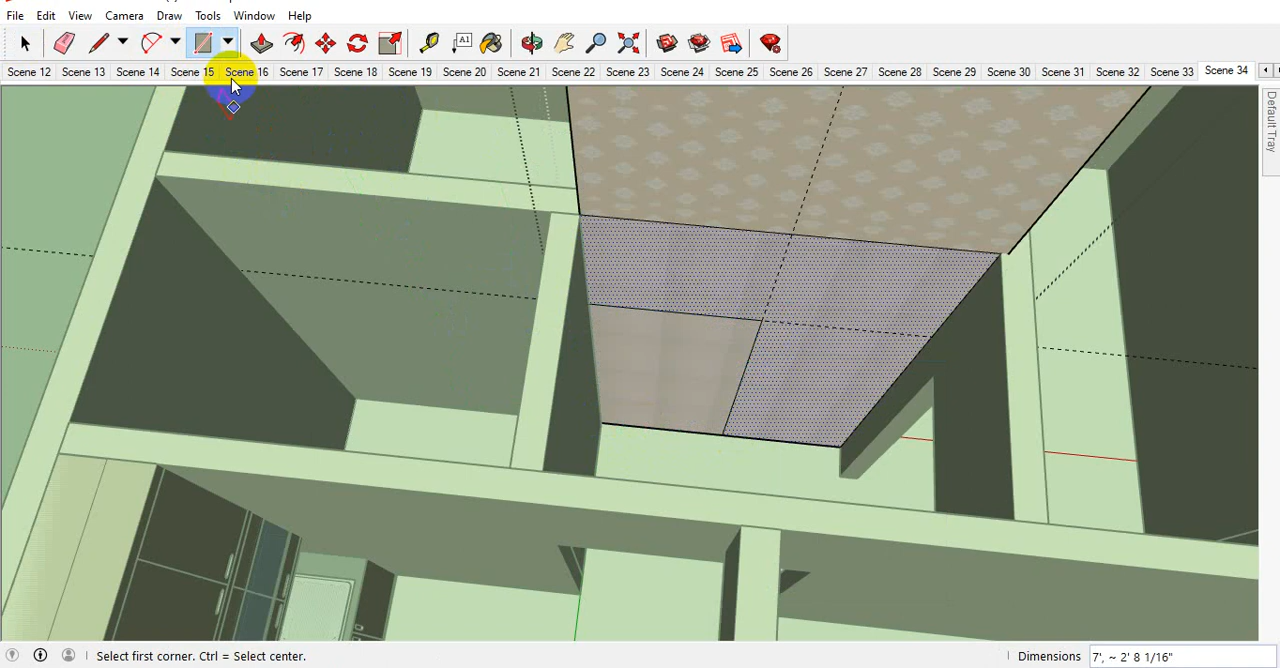 File Edit View Camera Draw Tools Window Help
A1
Scene 12 Scene 13 Scene 14 Scene 15 Scene 16 Scene 17 Scene 18 Scene 19 Scene 20 Scene 21 Scene 22 Scene 23 Scene 24 Scene 25 Scene 26 Scene 27 Scene 28 Scene 29 Scene 30 Scene 31 Scene 32 Scene 33 Scene 34
Default Tray
Select first corner. Ctrl = Select center. Dimensions 7', ~ 2' 8 1/16"